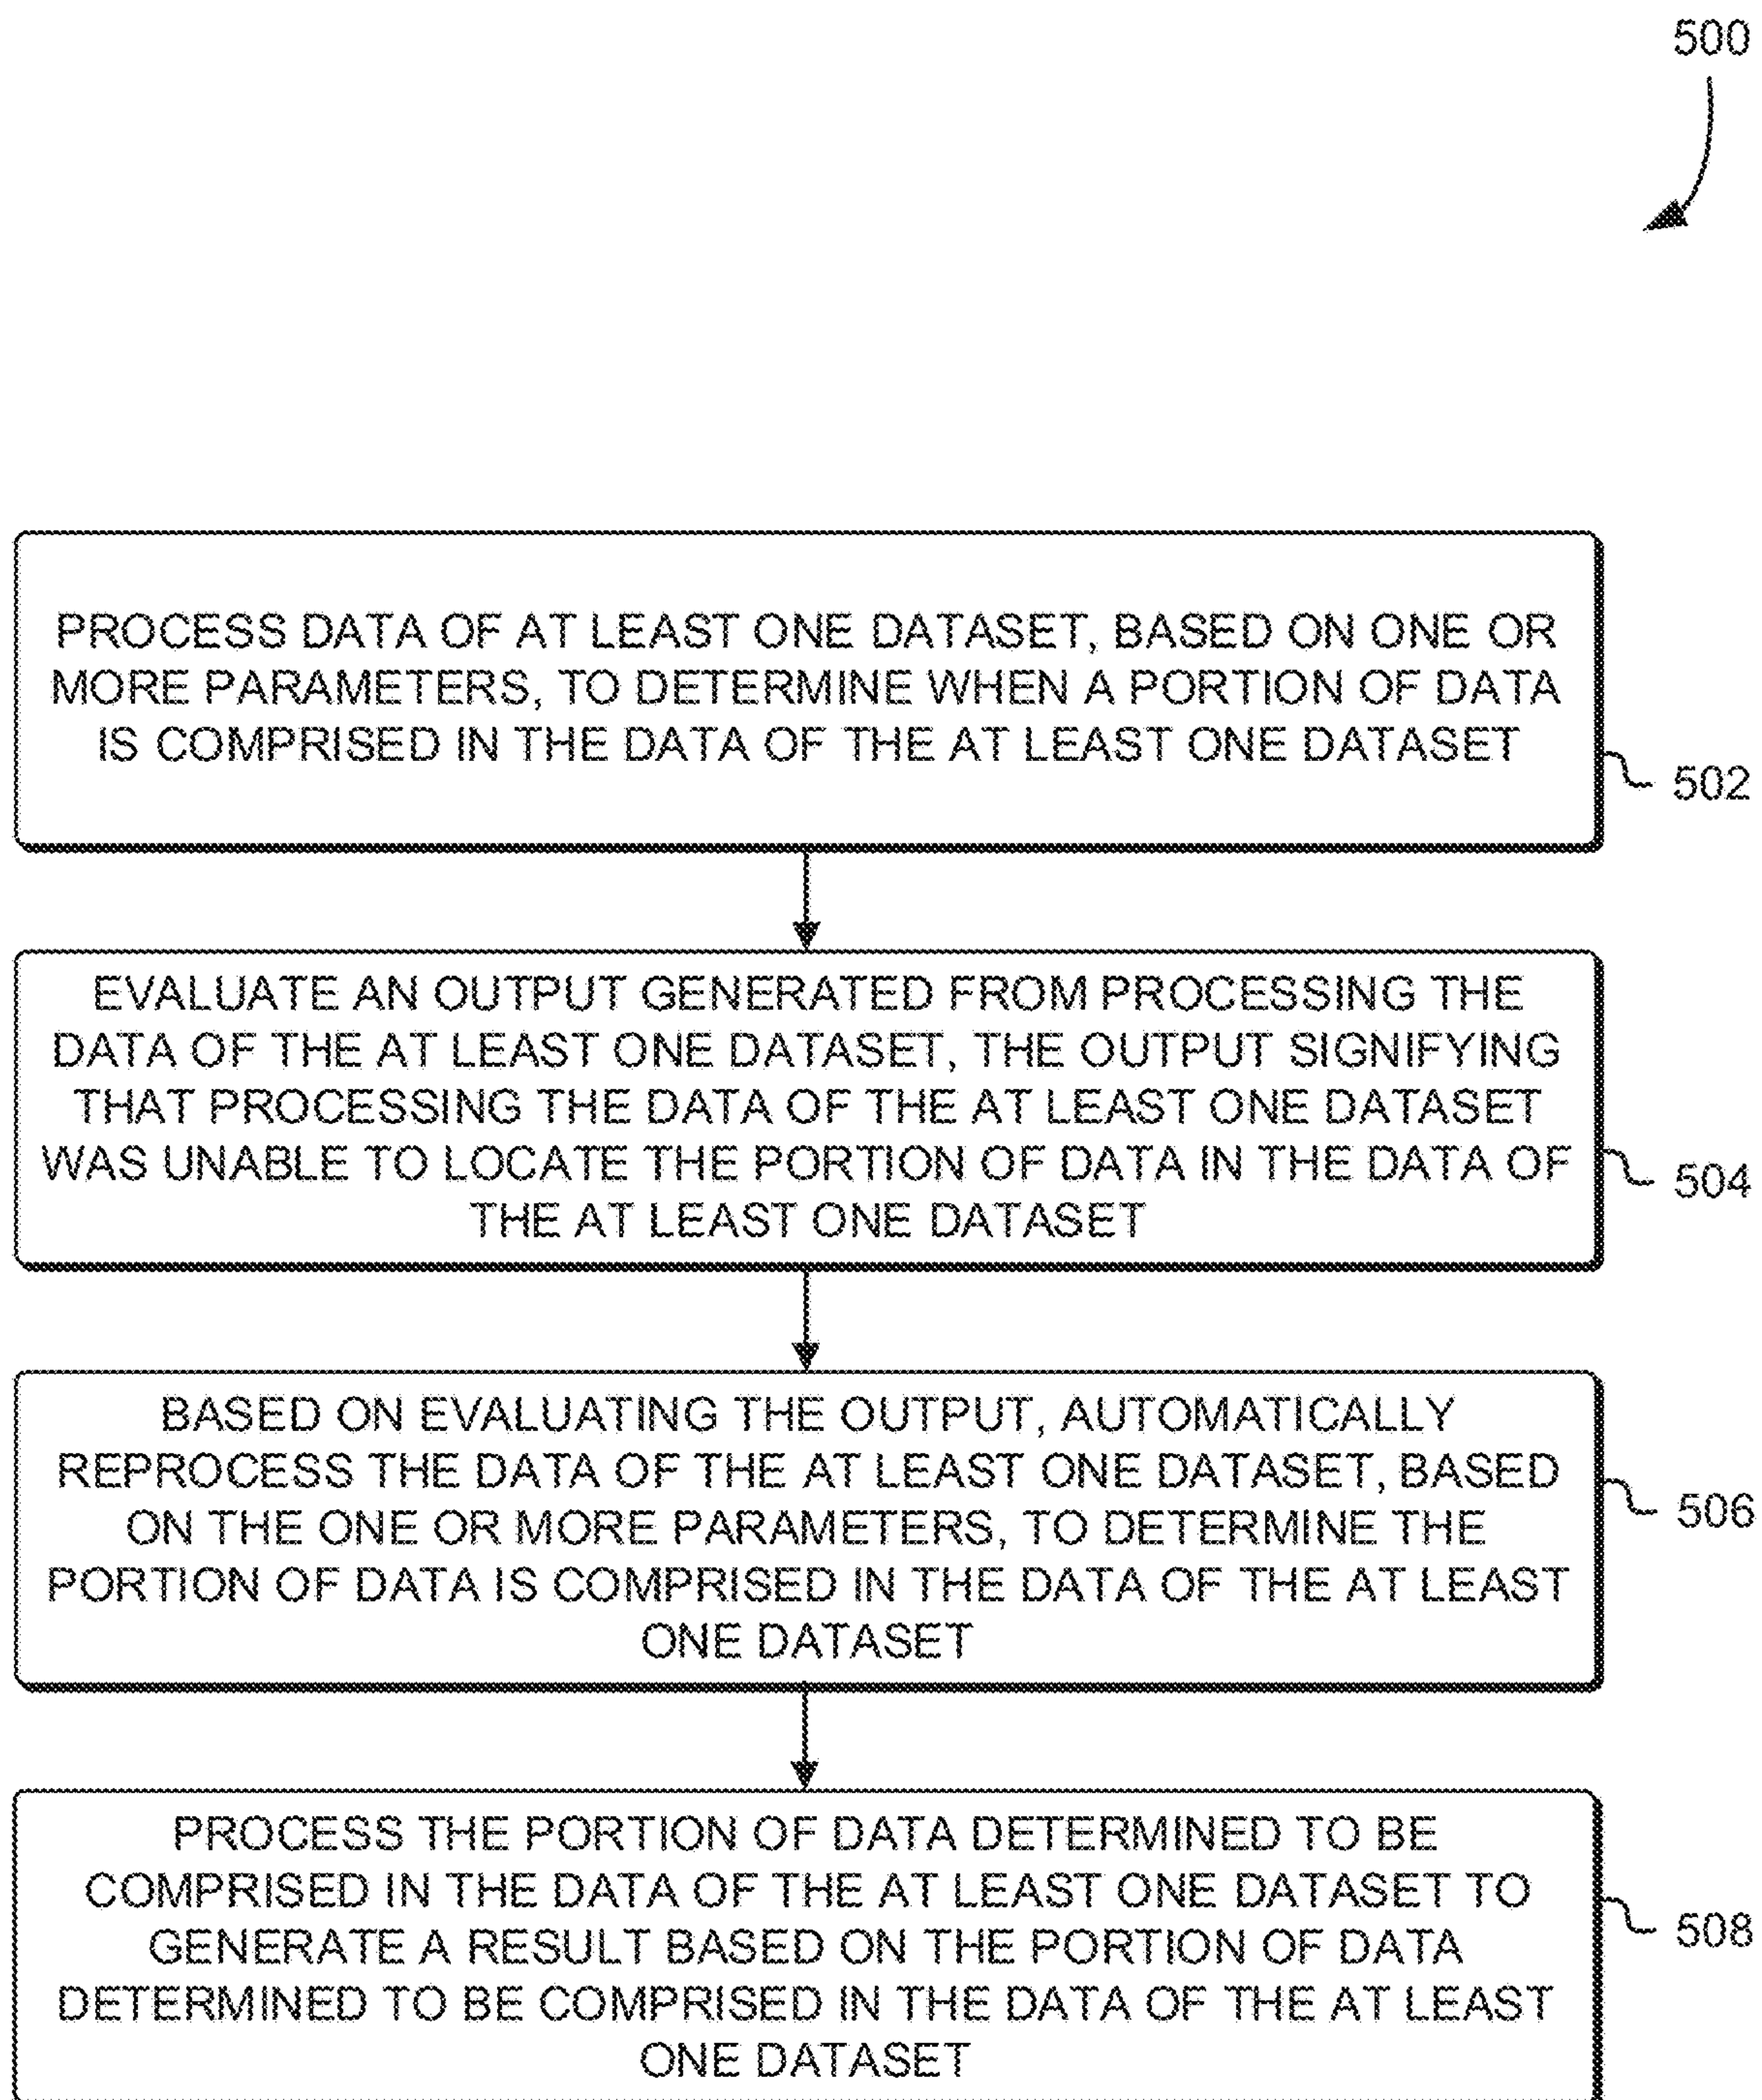 500
PROCESS DATA OF AT LEAST ONE DATASET, BASED ON ONE OR
MORE PARAMETERS, TO DETERMINE WHEN A PORTION OF DATA
IS COMPRISED IN THE DATA OF THE AT LEAST ONE DATASET
502
EVALUATE AN OUTPUT GENERATED FROM PROCESSING THE
DATA OF THE AT LEAST ONE DATASET, THE OUTPUT SIGNIFYING
THAT PROCESSING THE DATA OF THE AT LEAST ONE DATASET
WAS UNABLE TO LOCATE THE PORTION OF DATA IN THE DATA OF
THE AT LEAST ONE DATASET
504
BASED ON EVALUATING THE OUTPUT, AUTOMATICALLY
REPROCESS THE DATA OF THE AT LEAST ONE DATASET, BASED
ON THE ONE OR MORE PARAMETERS, TO DETERMINE THE
PORTION OF DATA IS COMPRISED IN THE DATA OF THE AT LEAST
ONE DATASET
506
PROCESS THE PORTION OF DATA DETERMINED TO BE
COMPRISED IN THE DATA OF THE AT LEAST ONE DATASET TO
GENERATE A RESULT BASED ON THE PORTION OF DATA
DETERMINED TO BE COMPRISED IN THE DATA OF THE AT LEAST
ONE DATASET
508